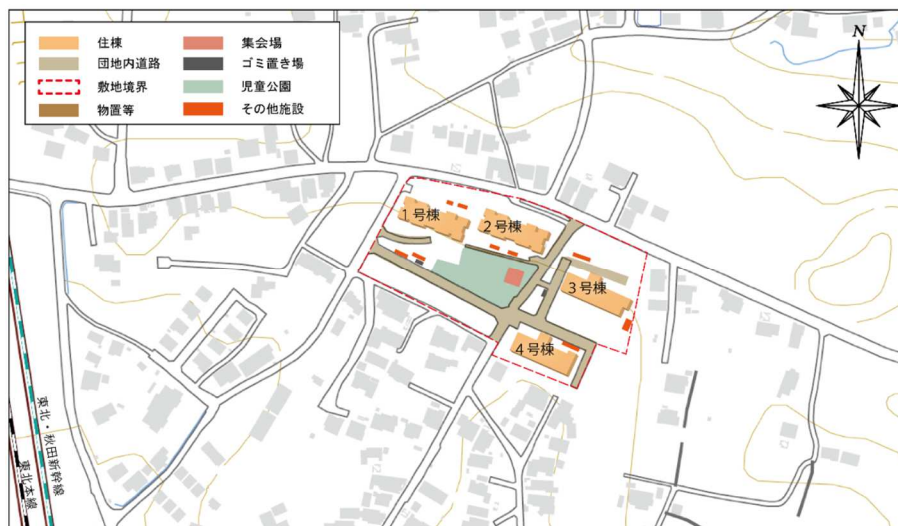 住棟
団地内道路
敷地境界
物置等
集会場
ゴミ置き場
児童公園
その他施設
N
1号棟
2号棟
3号棟
4号棟
東北・秋田新幹線
東北本線